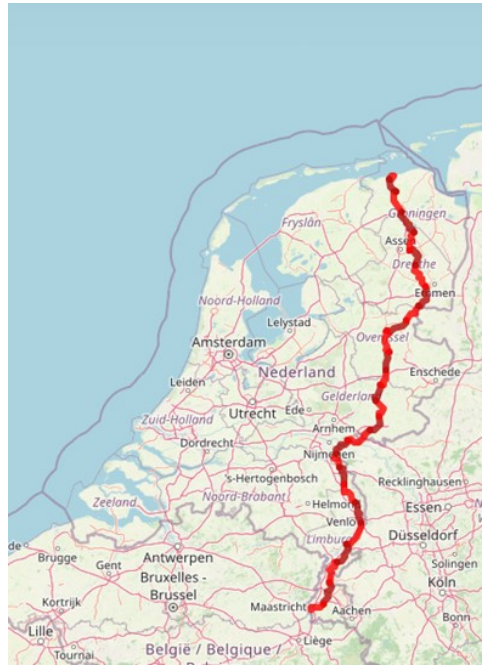 Fryslân
Groningen
Assen
Drenthe
Emmen
Noord-Holland
Lelystad
Overijssel
Amsterdam
Enschede
Nederland
Leiden
Gelderland
Utrecht
Ede
Zuid-Holland
Arnhem
Dordrecht
Nijmegen
's-Hertogenbosch
Recklinghausen
Noord-Brabant
Zeeland
Helmond
Essen
Venlo
Düsseldorf
Limburg
Brugge
Antwerpen
Solingen
Gent
Bruxelles -
Brussel
Köln
Kortrijk
Maastricht
Aachen
Bonn
Lille
Liège
Tournai
België / Belgique /